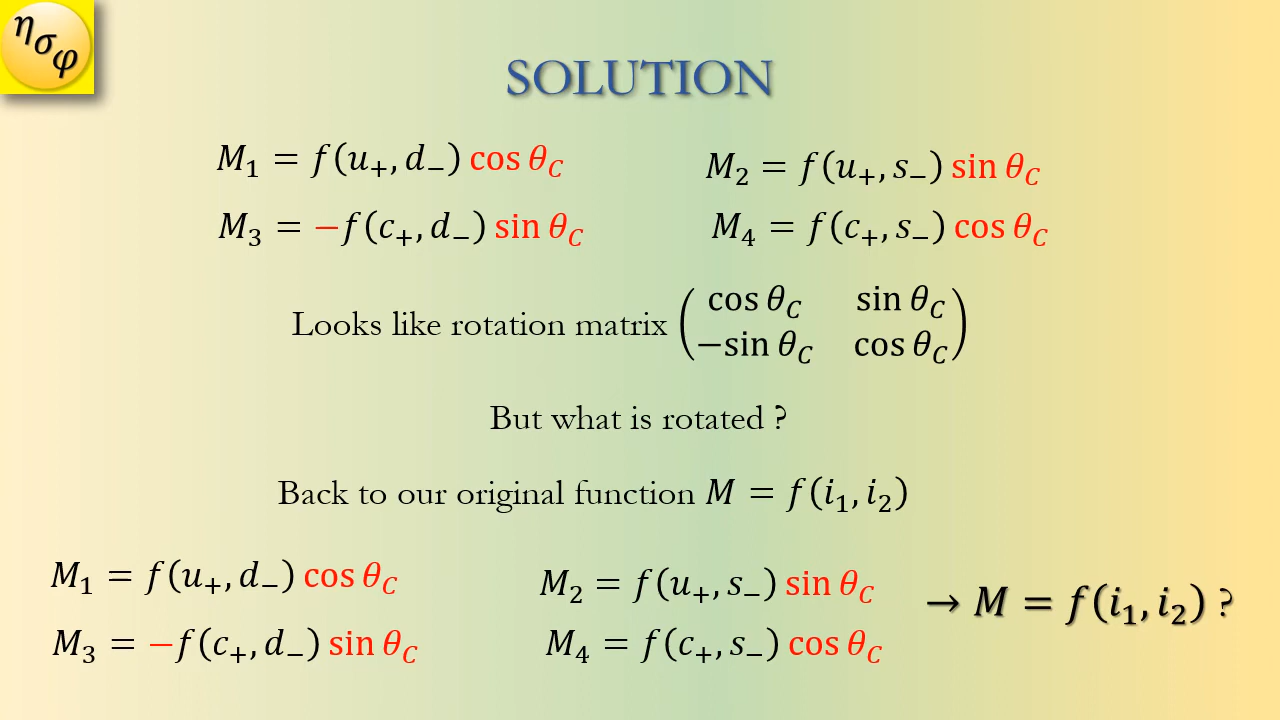 η_σ_φ
SOLUTION
M₁ = f(u₊, d₋) cos θ_C
M₂ = f(u₊, s₋) sin θ_C
M₃ = −f(c₊, d₋) sin θ_C
M₄ = f(c₊, s₋) cos θ_C
Looks like rotation matrix (cos θ_C sin θ_C
−sin θ_C cos θ_C)
But what is rotated ?
Back to our original function M = f(i₁, i₂)
M₁ = f(u₊, d₋) cos θ_C
M₂ = f(u₊, s₋) sin θ_C
M₃ = −f(c₊, d₋) sin θ_C
M₄ = f(c₊, s₋) cos θ_C
→ M = f(i₁, i₂) ?